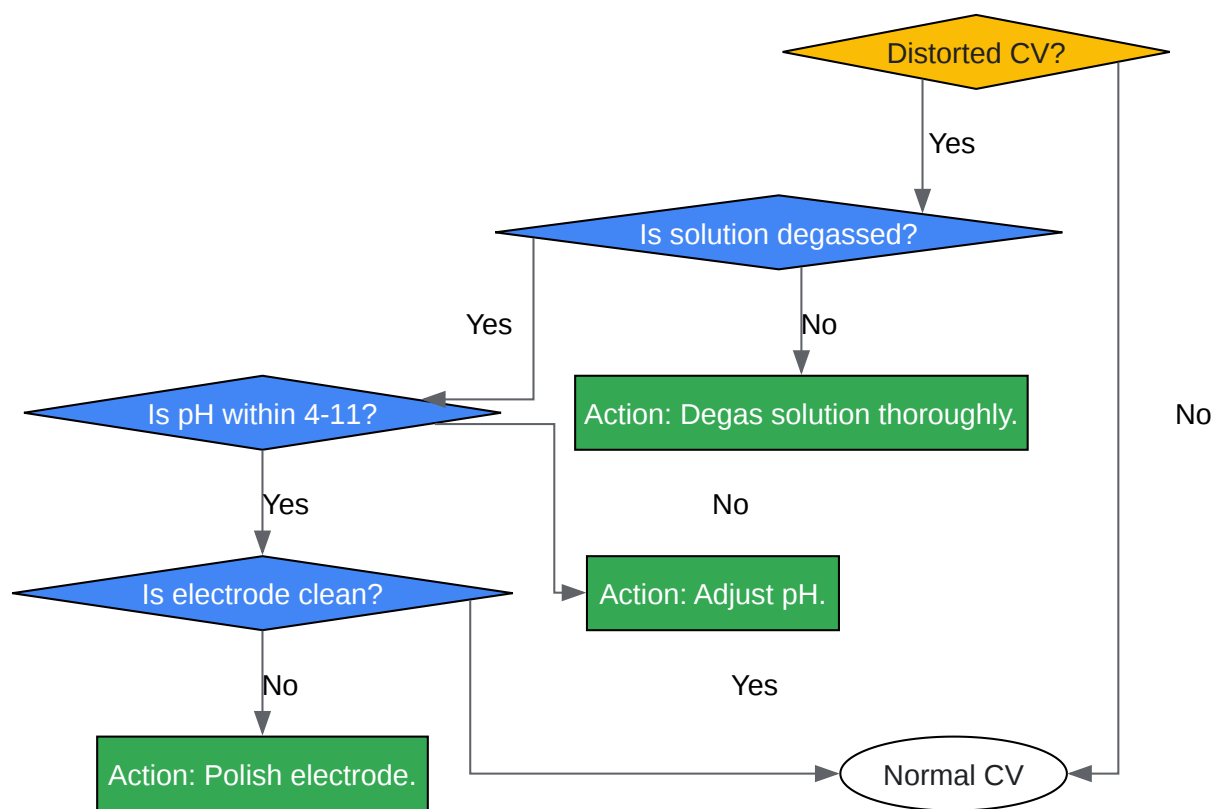 Distorted CV?
Yes
Is solution degassed?
Yes
No
Is pH within 4-11?
Action: Degas solution thoroughly.
No
Yes
No
Is electrode clean?
Action: Adjust pH.
No
Yes
Action: Polish electrode.
Normal CV